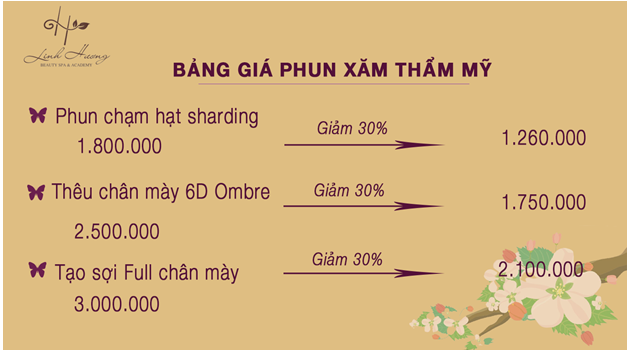 Linh Hương
BEAUTY SPA & ACADEMY
BẢNG GIÁ PHUN XĂM THẨM MỸ
Phun chạm hạt sharding
1.800.000
Giảm 30%
1.260.000
Thêu chân mày 6D Ombre
2.500.000
Giảm 30%
1.750.000
Tạo sợi Full chân mày
3.000.000
Giảm 30%
2.100.000